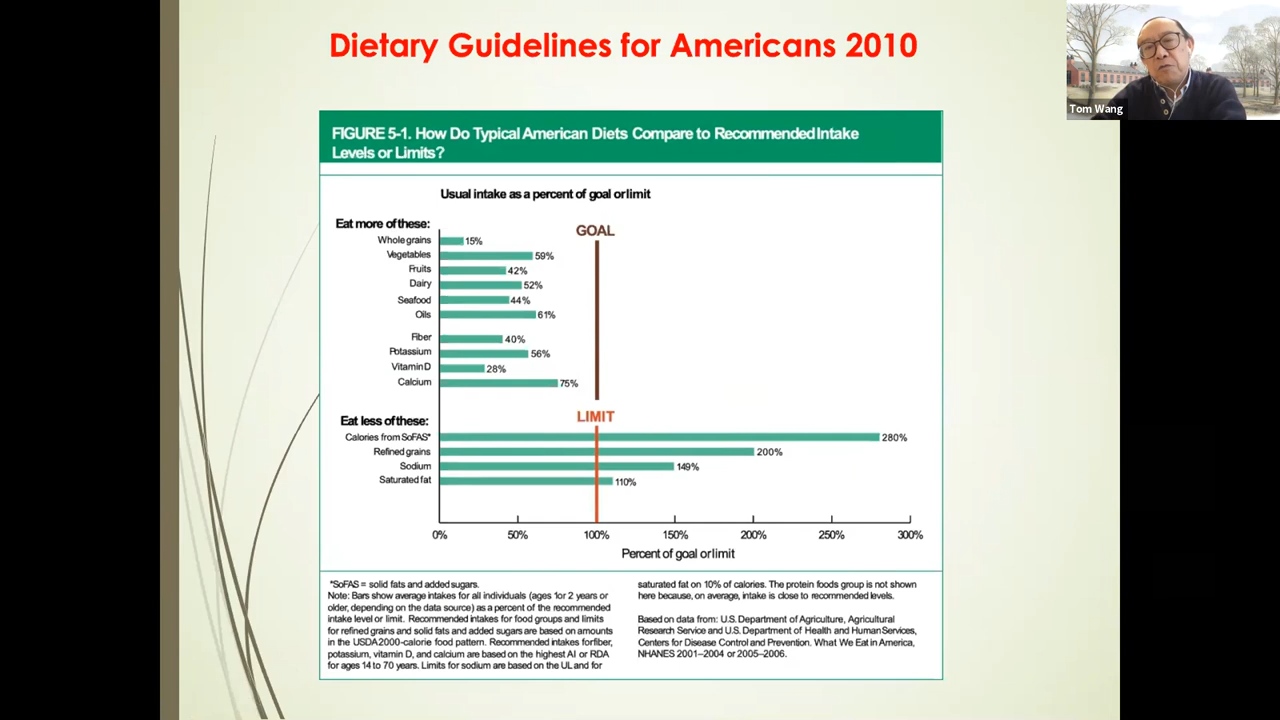 Dietary Guidelines for Americans 2010
Tom Wang
FIGURE 5-1. How Do Typical American Diets Compare to Recommended Intake
Levels or Limits?
Usual intake as a percent of goal or limit
Eat more of these:
GOAL
Whole grains 15%
Vegetables 59%
Fruits 42%
Dairy 52%
Seafood 44%
Oils 61%
Fiber 40%
Potassium 56%
Vitamin D 28%
Calcium 75%
LIMIT
Eat less of these:
Calories from SoFAS* 280%
Refined grains 200%
Sodium 149%
Saturated fat 110%
0% 50% 100% 150% 200% 250% 300%
Percent of goal or limit
*SoFAS = solid fats and added sugars.
Note: Bars show average intakes for all individuals (ages 1or 2 years or
older, depending on the data source) as a percent of the recommended
intake level or limit. Recommended intakes for food groups and limits
for refined grains and solid fats and added sugars are based on amounts
in the USDA 2000-calorie food pattern. Recommended intakes for fiber,
potassium, vitamin D, and calcium are based on the highest AI or RDA
for ages 14 to 70 years. Limits for sodium are based on the UL and for
saturated fat on 10% of calories. The protein foods group is not shown
here because, on average, intake is close to recommended levels.
Based on data from: U.S. Department of Agriculture, Agricultural
Research Service and U.S. Department of Health and Human Services,
Centers for Disease Control and Prevention. What We Eat in America,
NHANES 2001–2004 or 2005–2006.